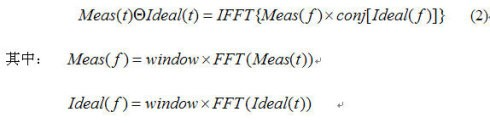 Meas(t)ΘIdeal(t) = IFFT{Meas(f)×conj[Ideal(f)]} (2)
其中: Meas(f) = window×FFT(Meas(t))↵
Ideal(f) = window×FFT(Ideal(t)) ↵